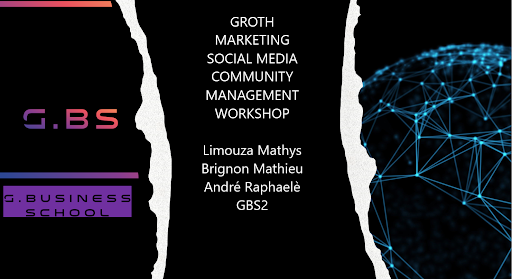 G.BS
G.BUSINESS
SCHOOL
GROTH
MARKETING
SOCIAL MEDIA
COMMUNITY
MANAGEMENT
WORKSHOP
Limouza Mathys
Brignon Mathieu
André Raphaelè
GBS2